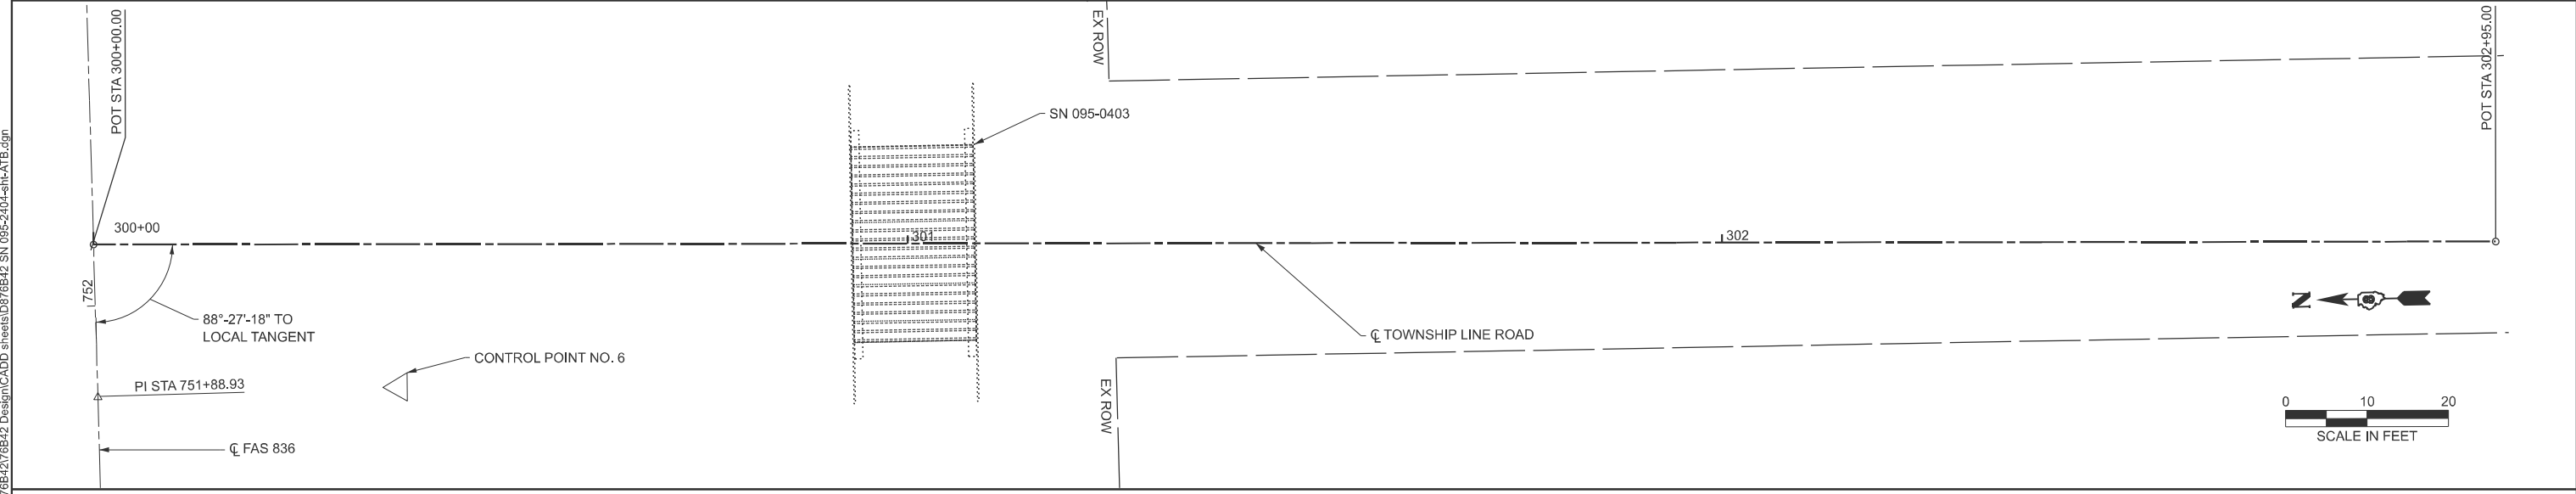 76B42\76B42 Design\CADD sheets\D876B42 SN 095-2404-sht-ATB.dgn
POT STA 300+00.00
300+00
752
88°-27'-18" TO
LOCAL TANGENT
PI STA 751+88.93
℄ FAS 836
CONTROL POINT NO. 6
301
SN 095-0403
EX ROW
EX ROW
℄ TOWNSHIP LINE ROAD
302
POT STA 302+95.00
N
0 10 20
SCALE IN FEET